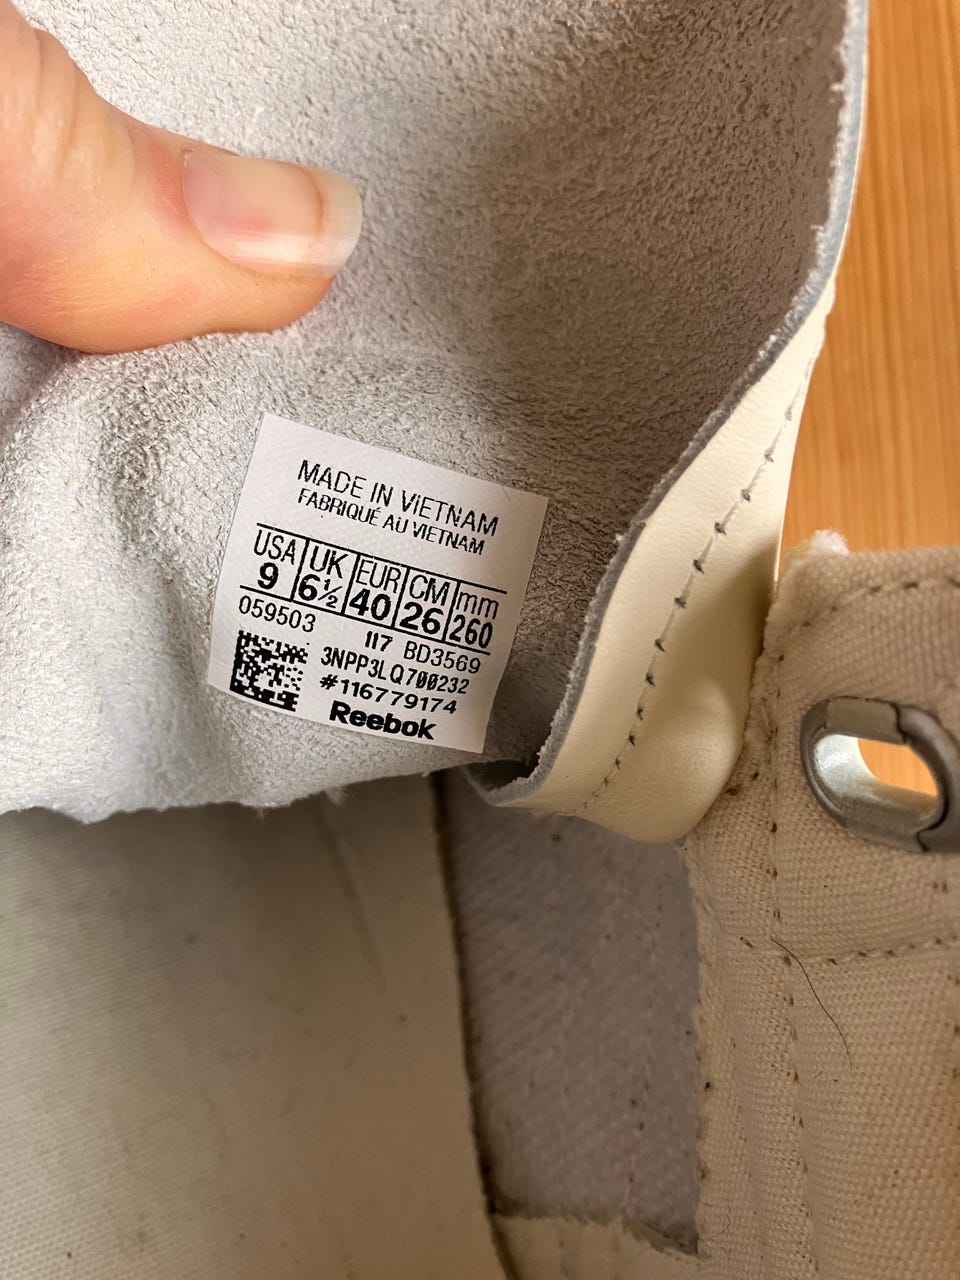 MADE IN VIETNAM
FABRIQUÉ AU VIETNAM
USA UK EUR CM mm
9 6½ 40 26 260
059503 117 BD3569
3NPP3LQ700232
#116779174
Reebok